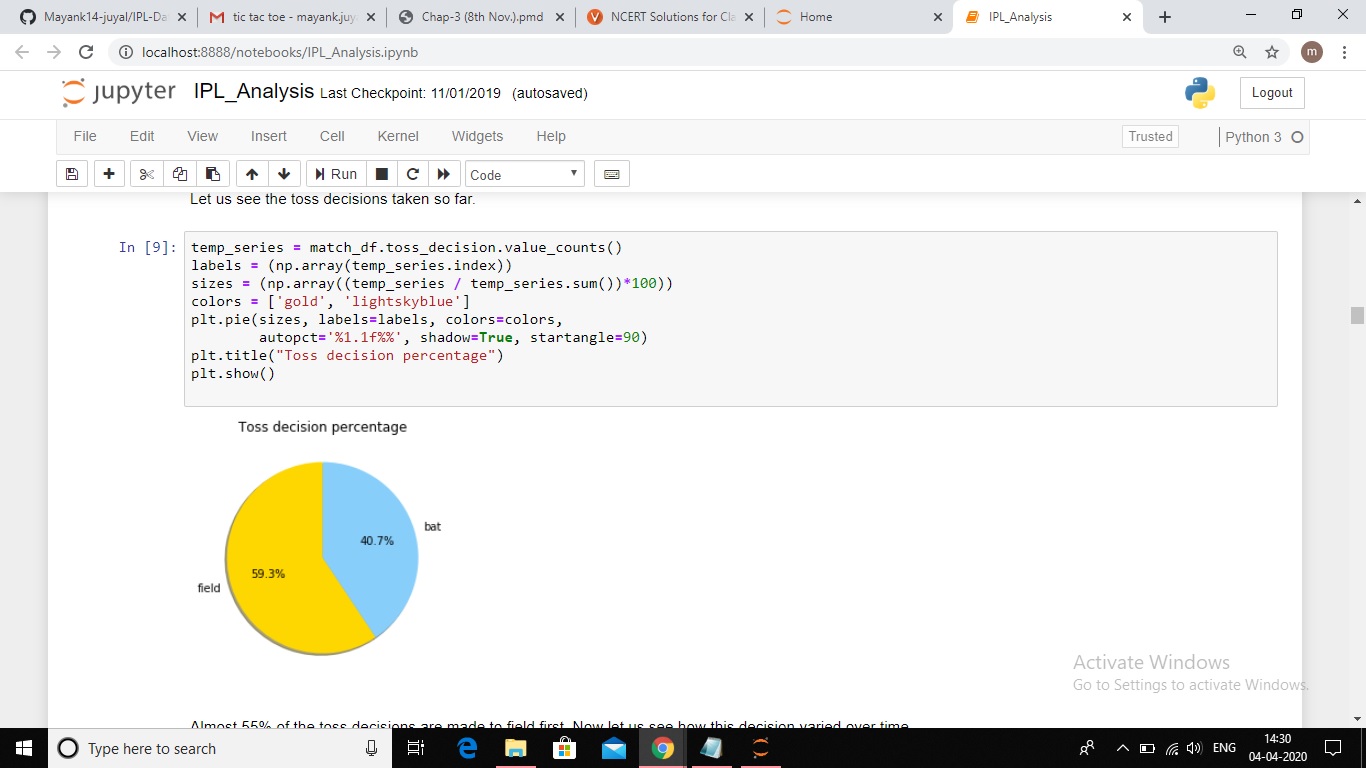 Mayank14-juyal/IPL-Da
tic tac toe - mayank.juy
Chap-3 (8th Nov.).pmd
NCERT Solutions for Cla
Home
IPL_Analysis
localhost:8888/notebooks/IPL_Analysis.ipynb
m
jupyter IPL_Analysis Last Checkpoint: 11/01/2019 (autosaved)
Logout
File Edit View Insert Cell Kernel Widgets Help
Trusted
Python 3
Run
Code
Let us see the toss decisions taken so far.
In [9]:
temp_series = match_df.toss_decision.value_counts()
labels = (np.array(temp_series.index))
sizes = (np.array((temp_series / temp_series.sum())*100))
colors = ['gold', 'lightskyblue']
plt.pie(sizes, labels=labels, colors=colors,
autopct='%1.1f%%', shadow=True, startangle=90)
plt.title("Toss decision percentage")
plt.show()
Toss decision percentage
bat
40.7%
59.3%
field
Activate Windows
Go to Settings to activate Windows.
Almost 55% of the toss decisions are made to field first. Now let us see how this decision varied over time
Type here to search
ENG
14:30
04-04-2020